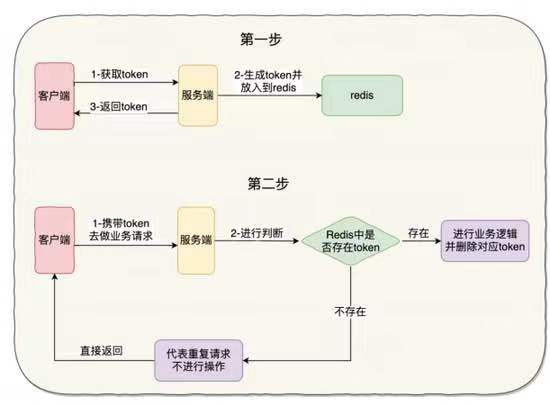 第一步
1-获取token
2-生成token并
放入到redis
客户端
服务端
redis
3-返回token
第二步
1-携带token
去做业务请求
客户端
服务端
2-进行判断
Redis中是
否存在token
存在
进行业务逻辑
并删除对应token
不存在
直接返回
代表重复请求
不进行操作